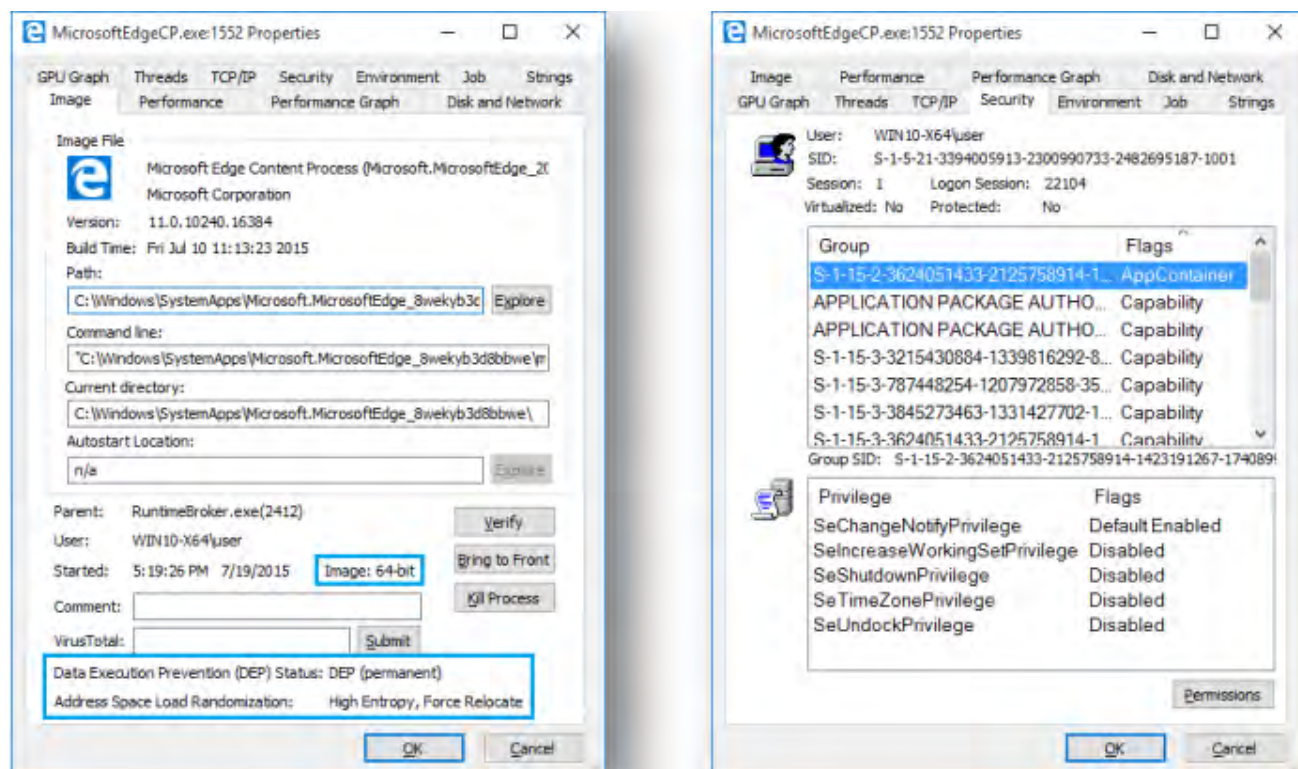 MicrosoftEdgeCP.exe:1552 Properties
GPU Graph Threads TCP/IP Security Environment Job Strings
Image Performance Performance Graph Disk and Network
Image File
Microsoft Edge Content Process (Microsoft.MicrosoftEdge_20
Microsoft Corporation
Version: 11.0.10240.16384
Build Time: Fri Jul 10 11:13:23 2015
Path:
C:\Windows\SystemApps\Microsoft.MicrosoftEdge_8wekyb3d Explore
Command line:
"C:\Windows\SystemApps\Microsoft.MicrosoftEdge_8wekyb3d8bbwe\m
Current directory:
C:\Windows\SystemApps\Microsoft.MicrosoftEdge_8wekyb3d8bbwe\
Autostart Location:
n/a Explore
Parent: RuntimeBroker.exe(2412)
Verify
User: WIN10-X64\user
Started: 5:19:26 PM 7/19/2015 Image: 64-bit
Bring to Front
Comment:
Kill Process
VirusTotal: Submit
Data Execution Prevention (DEP) Status: DEP (permanent)
Address Space Load Randomization: High Entropy, Force Relocate
OK Cancel
MicrosoftEdgeCP.exe:1552 Properties
Image Performance Performance Graph Disk and Network
GPU Graph Threads TCP/IP Security Environment Job Strings
User: WIN10-X64\user
SID: S-1-5-21-3394005913-2300990733-2482695187-1001
Session: 1 Logon Session: 22104
Virtualized: No Protected: No
Group Flags
S-1-15-2-3624051433-2125758914-1... AppContainer
APPLICATION PACKAGE AUTHO... Capability
APPLICATION PACKAGE AUTHO... Capability
S-1-15-3-3215430884-1339816292-8... Capability
S-1-15-3-787448254-1207972858-35... Capability
S-1-15-3-3845273463-1331427702-1... Capability
S-1-15-3-3624051433-2125758914-1... Capability
Group SID: S-1-15-2-3624051433-2125758914-1423191267-1740899
Privilege Flags
SeChangeNotifyPrivilege Default Enabled
SeIncreaseWorkingSetPrivilege Disabled
SeShutdownPrivilege Disabled
SeTimeZonePrivilege Disabled
SeUndockPrivilege Disabled
Permissions
OK Cancel